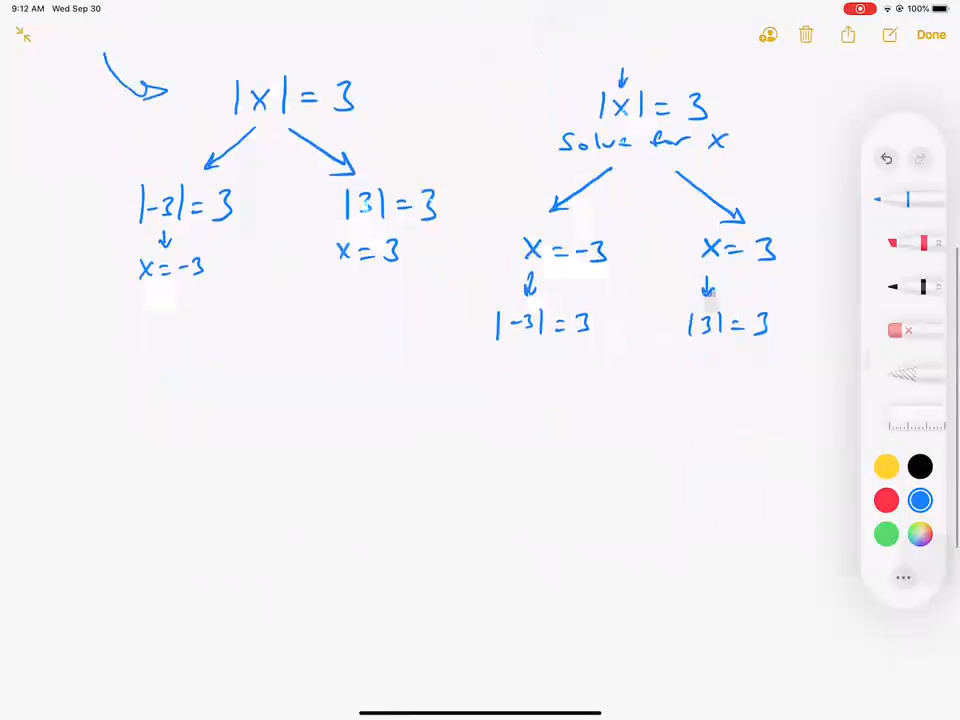 9:12 AM Wed Sep 30
100%
Done
|x| = 3
|-3| = 3
x = -3
|3| = 3
x = 3
|x| = 3
Solve for x
x = -3
|-3| = 3
x = 3
|3| = 3